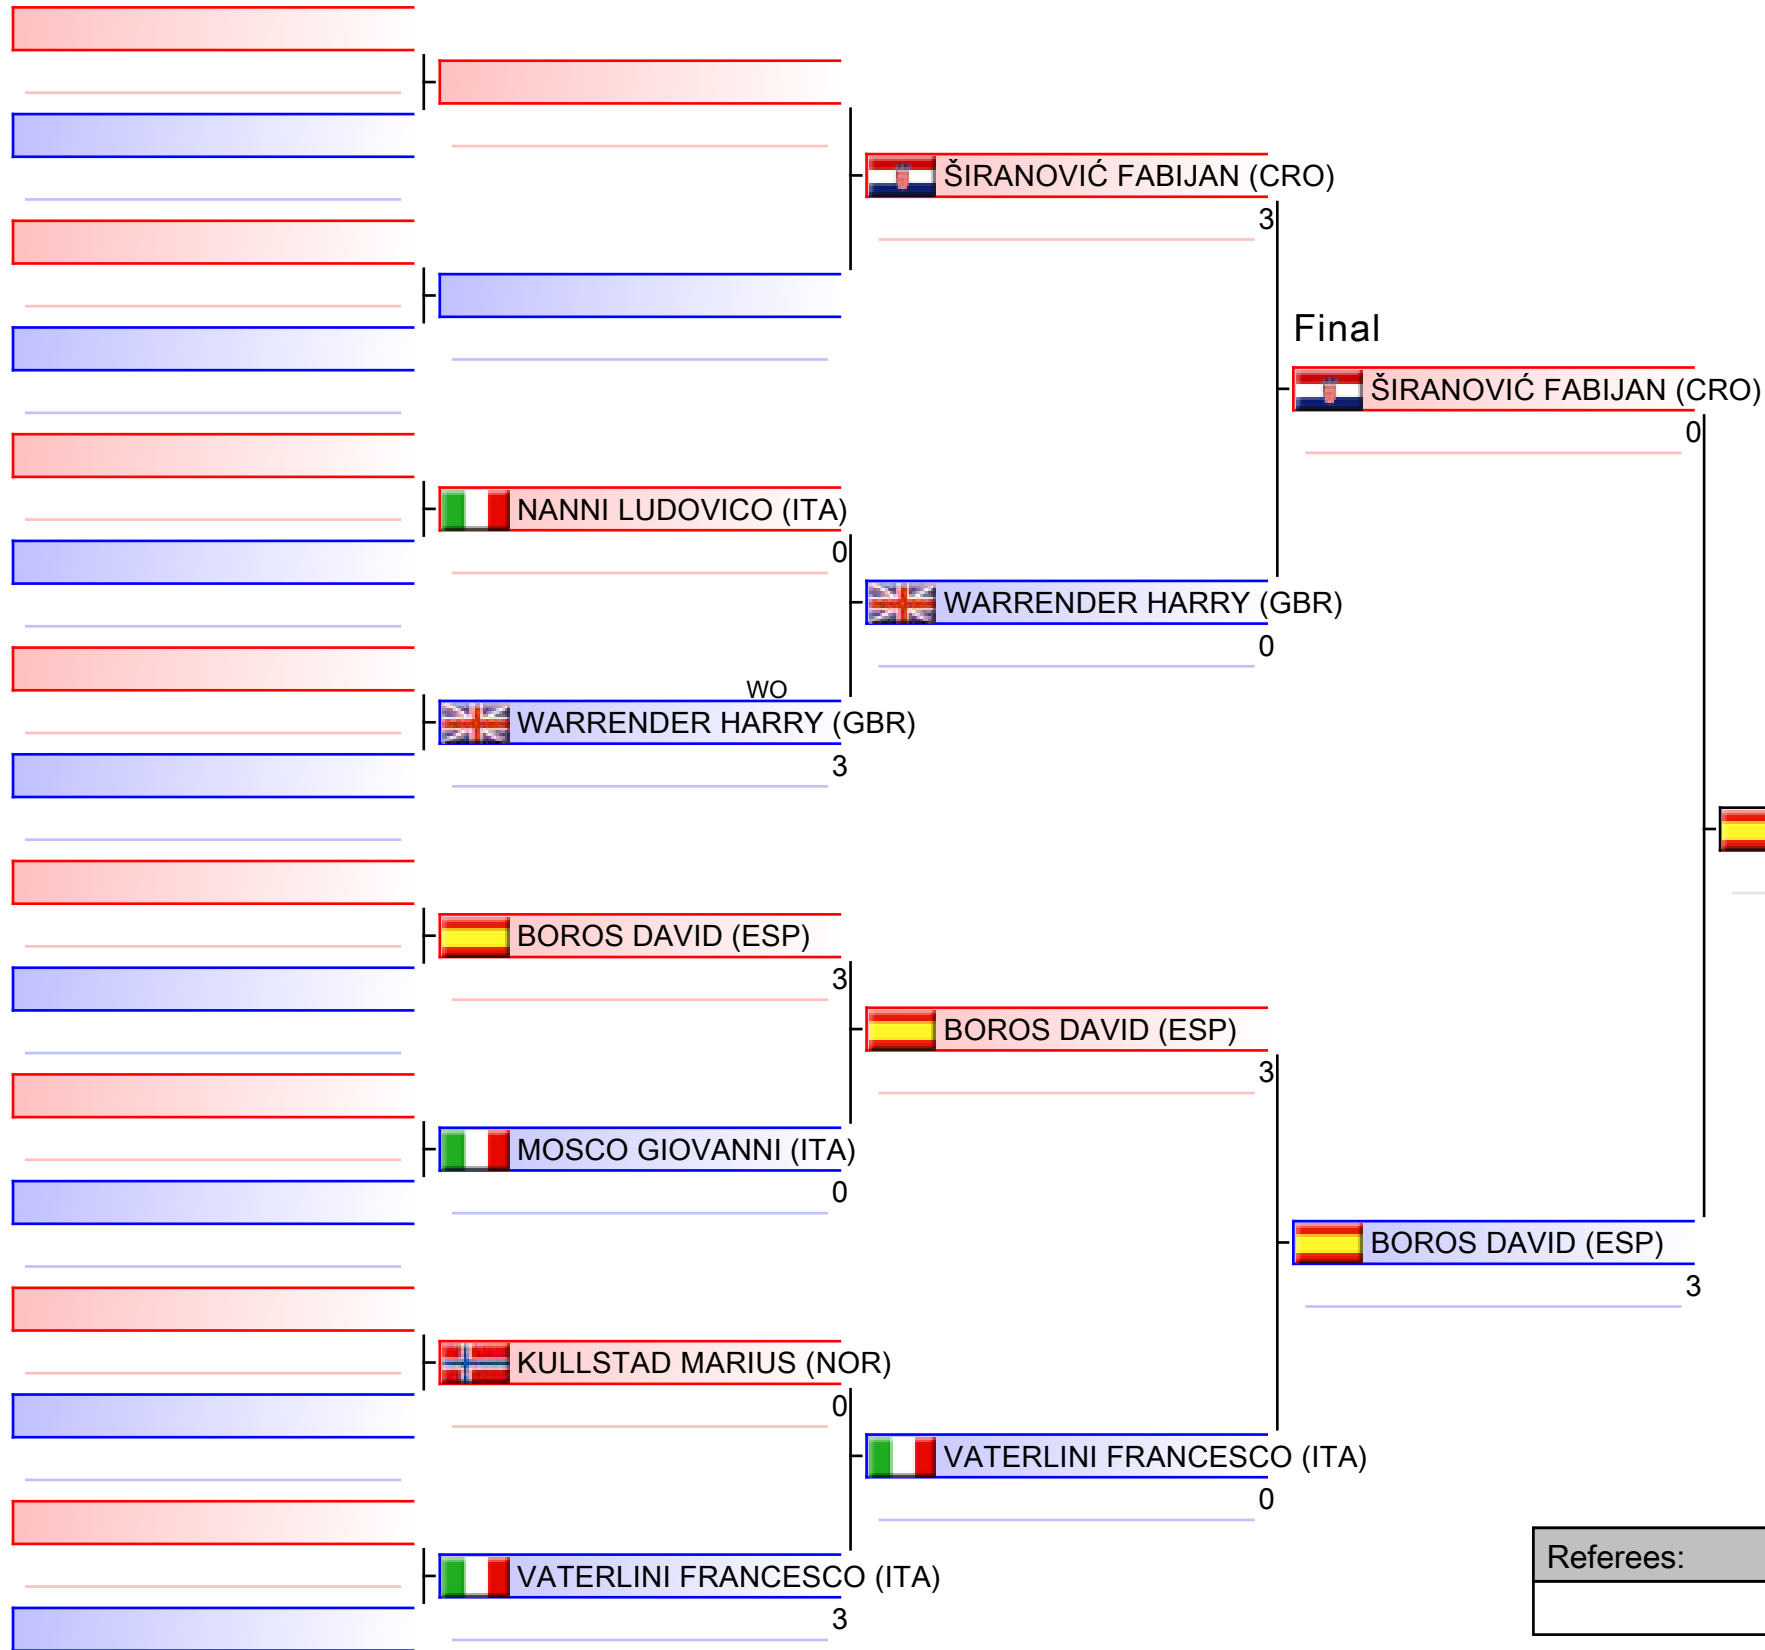 ŠIRANOVIĆ FABIJAN (CRO)
3
Final
ŠIRANOVIĆ FABIJAN (CRO)
0
NANNI LUDOVICO (ITA)
0
WARRENDER HARRY (GBR)
0
WO
WARRENDER HARRY (GBR)
3
BOROS DAVID (ESP)
3
BOROS DAVID (ESP)
3
MOSCO GIOVANNI (ITA)
0
BOROS DAVID (ESP)
3
KULLSTAD MARIUS (NOR)
0
VATERLINI FRANCESCO (ITA)
0
Referees:
VATERLINI FRANCESCO (ITA)
3